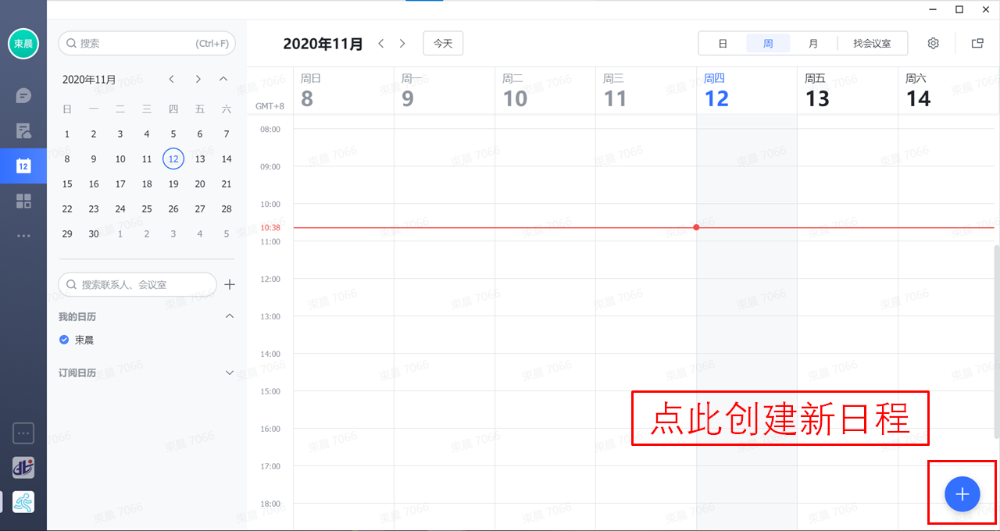 束晨
搜索 (Ctrl+F)
2020年11月
日 一 二 三 四 五 六
1 2 3 4 5 6 7
8 9 10 11 12 13 14
15 16 17 18 19 20 21
22 23 24 25 26 27 28
29 30 1 2 3 4 5
12
搜索联系人、会议室
我的日历
束晨
订阅日历
2020年11月 今天 日 周 月 找会议室
GMT+8
周日 周一 周二 周三 周四 周五 周六
8 9 10 11 12 13 14
08:00
09:00
10:00
10:38
11:00
12:00
13:00
14:00
15:00
16:00
17:00
18:00
点此创建新日程
束晨 7066